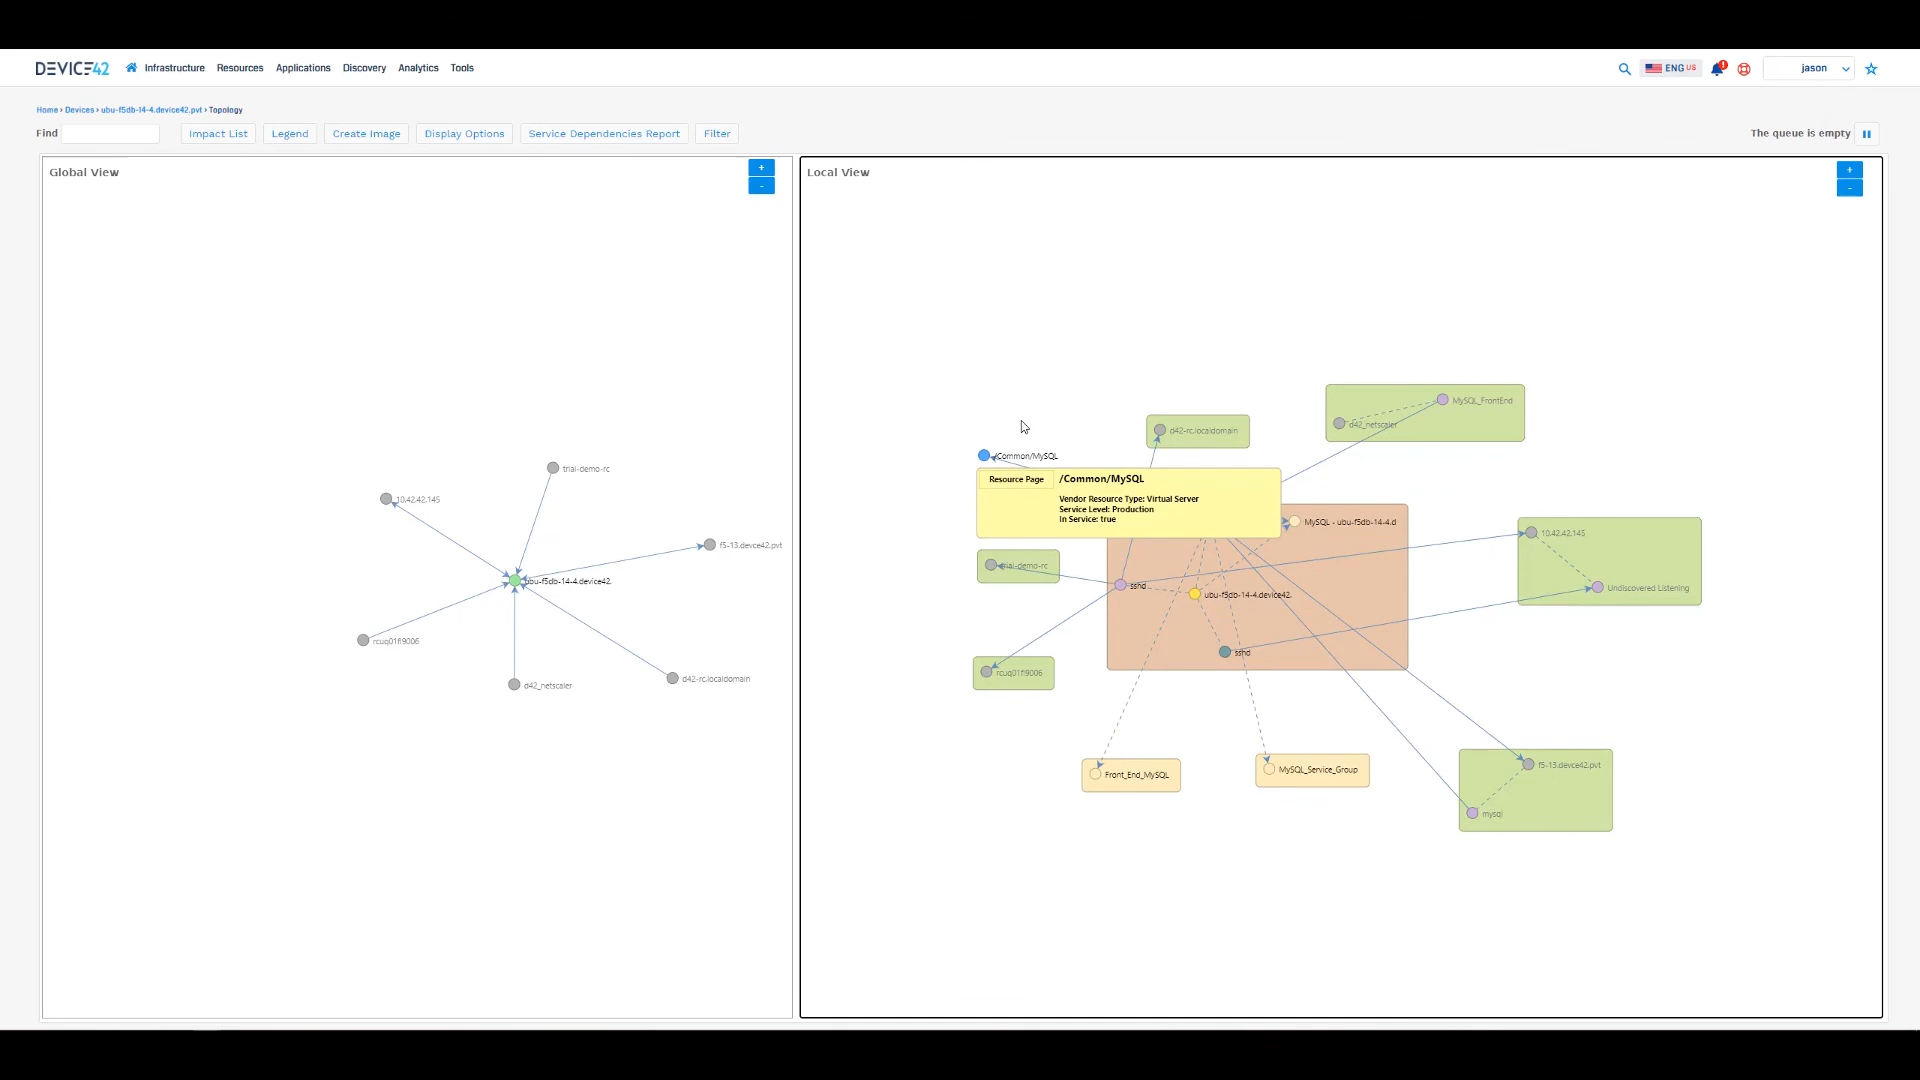 DEVICE42
Infrastructure Resources Applications Discovery Analytics Tools
ENG US
!
jason
Home › Devices › ubu-f5db-14-4.device42.pvt › Topology
Find
Impact List
Legend
Create Image
Display Options
Service Dependencies Report
Filter
The queue is empty
Global View
+
-
trial-demo-rc
10.42.42.145
f5-13.devce42.pvt
ubu-f5db-14-4.device42.
rcuq01fl9006
d42-rc.localdomain
d42_netscaler
Local View
+
-
MySQL_FrontEnd
d42_netscaler
d42-rc.localdomain
/Common/MySQL
Resource Page
/Common/MySQL
Vendor Resource Type: Virtual Server
Service Level: Production
In Service: true
MySQL - ubu-f5db-14-4.d
10.42.42.145
trial-demo-rc
sshd
ubu-f5db-14-4.device42.
Undiscovered Listening
sshd
rcuq01fl9006
Front_End_MySQL
MySQL_Service_Group
f5-13.devce42.pvt
mysql